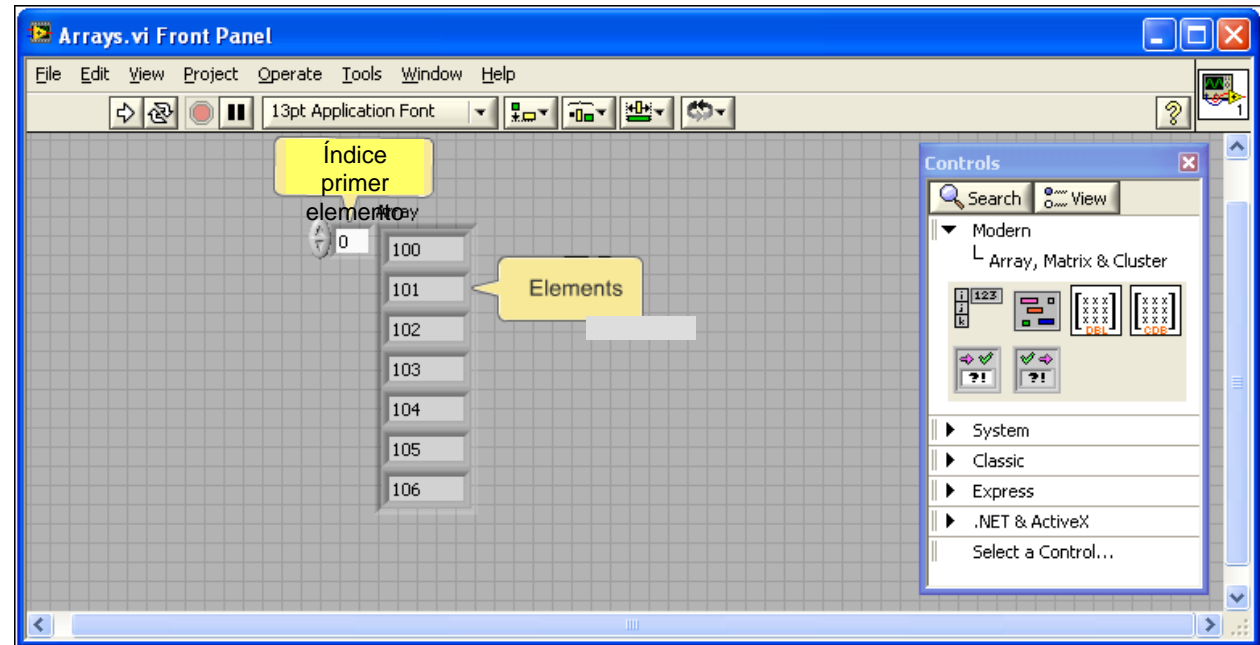 Arrays.vi Front Panel
File Edit View Project Operate Tools Window Help
13pt Application Font
1
Índice
primer
elemento
Array
0
100
101
102
103
104
105
106
Elements
Controls
Search View
Modern
Array, Matrix & Cluster
i 123
j
k
x x x
x x x
x x x
DBL
x x x
x x x
x x x
CDB
?!
?!
System
Classic
Express
.NET & ActiveX
Select a Control...